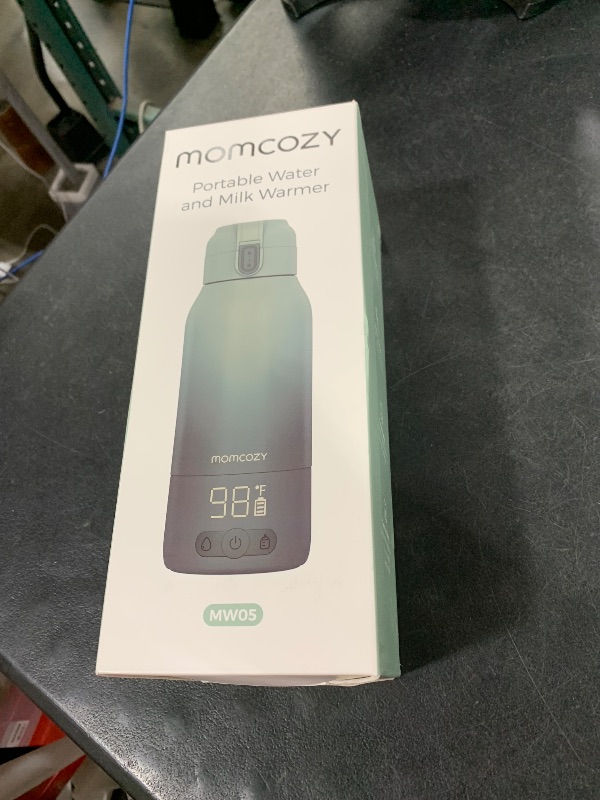 momcozy
Portable Water
and Milk Warmer
momcozy
98°F
MW05